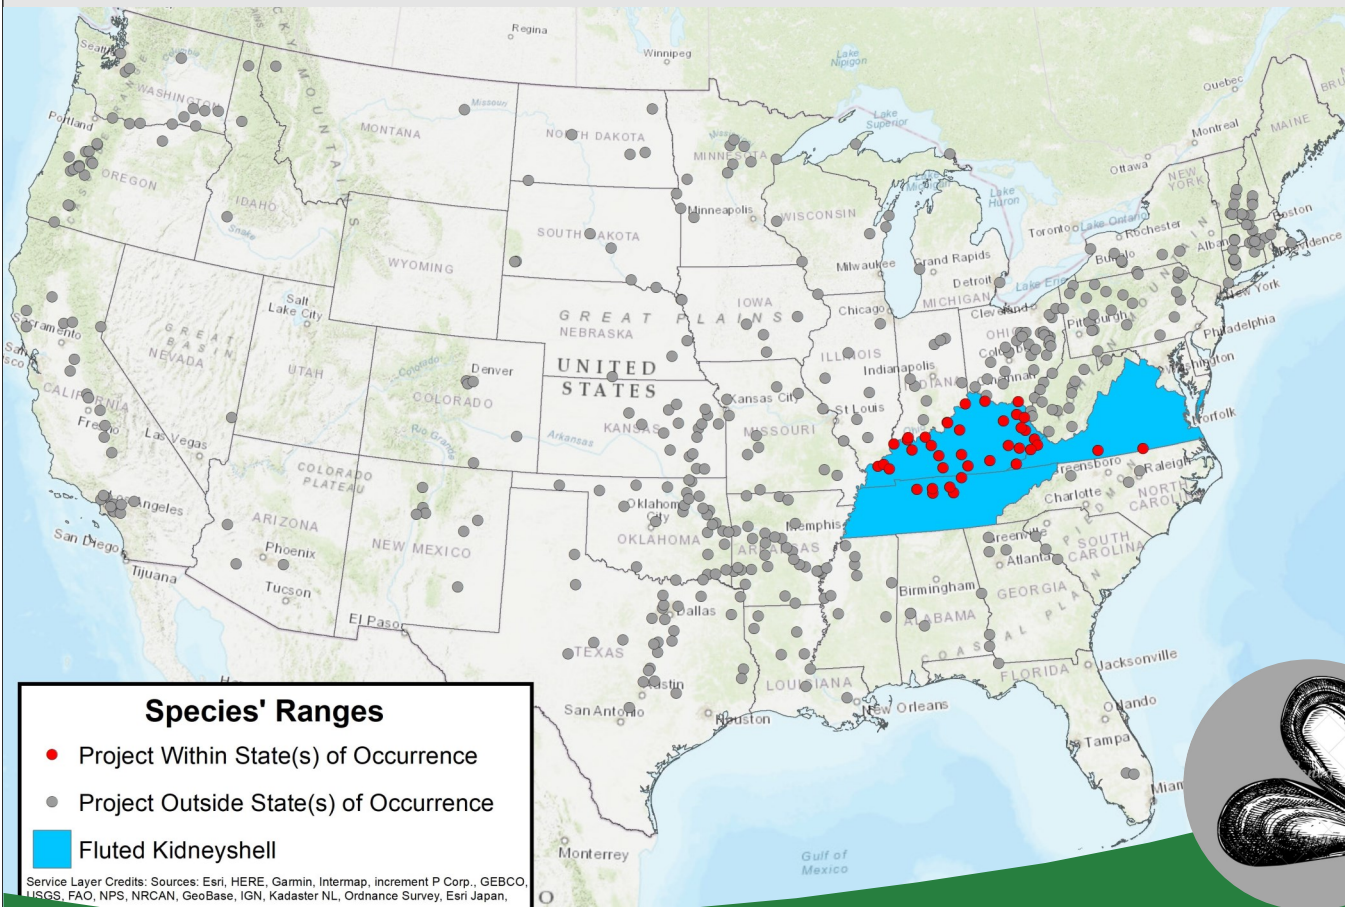 Regina
Winnipeg
Lake
Nipigon
Quebec
Seattle
WASHINGTON
Missouri
Lake
Superior
Montreal
MAINE
Portland
MONTANA
NORTH DAKOTA
MINNESOTA
Ottawa
OREGON
IDAHO
Snake
Minneapolis
WISCONSIN
Lake
Michigan
Lake
Huron
NEW
YORK
Toronto
Lake Ontario
Rochester
Boston
Providence
SOUTH DAKOTA
WYOMING
Milwaukee
Grand Rapids
Buffalo
Detroit
MICHIGAN
Salt
Lake City
IOWA
Chicago
Cleveland
New York
GREAT PLAINS
NEBRASKA
Pittsburgh
Philadelphia
Sacramento
GREAT
BASIN
NEVADA
UTAH
Colorado
Denver
COLORADO
UNITED
STATES
ILLINOIS
Indianapolis
INDIANA
OHIO
Washington
CALIFORNIA
Fresno
Las Vegas
Rio Grande
Arkansas
KANSAS
Kansas City
MISSOURI
St Louis
Norfolk
COLORADO
PLATEAU
Los Angeles
ARIZONA
Phoenix
NEW MEXICO
Oklahoma
City
OKLAHOMA
ARKANSAS
Memphis
Greensboro
Raleigh
Charlotte
NORTH
CAROLINA
Greenville
SOUTH
CAROLINA
San Diego
Tijuana
Tucson
El Paso
Dallas
TEXAS
Birmingham
ALABAMA
Atlanta
GEORGIA
COASTAL PLAIN
Austin
San Antonio
Houston
LOUISIANA
New Orleans
FLORIDA
Jacksonville
Orlando
Tampa
Monterrey
Gulf of
Mexico
Species' Ranges
Project Within State(s) of Occurrence
Project Outside State(s) of Occurrence
Fluted Kidneyshell
Service Layer Credits: Sources: Esri, HERE, Garmin, Intermap, increment P Corp., GEBCO,
USGS, FAO, NPS, NRCAN, GeoBase, IGN, Kadaster NL, Ordnance Survey, Esri Japan,